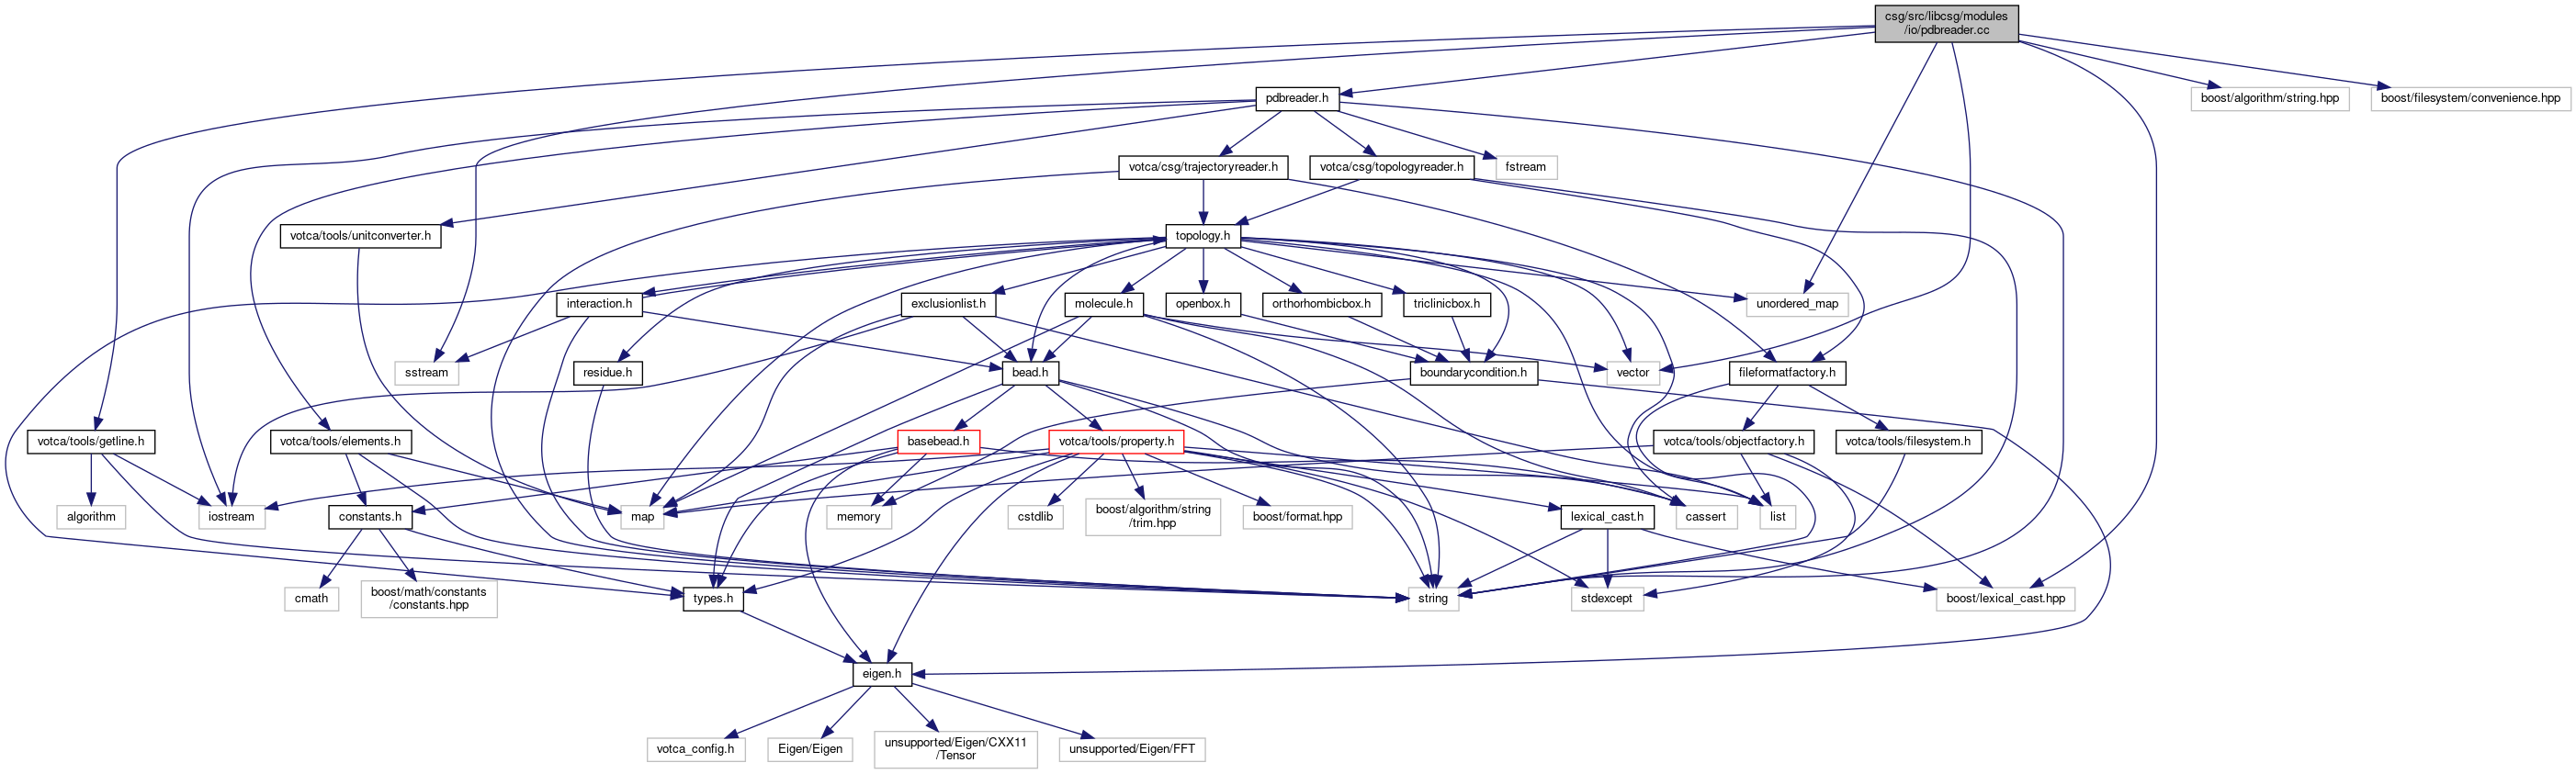 csg/src/libcsg/modules
/io/pdbreader.cc
pdbreader.h
boost/algorithm/string.hpp
boost/filesystem/convenience.hpp
votca/csg/trajectoryreader.h
votca/csg/topologyreader.h
fstream
votca/tools/unitconverter.h
topology.h
interaction.h
exclusionlist.h
molecule.h
openbox.h
orthorhombicbox.h
triclinicbox.h
unordered_map
sstream
residue.h
bead.h
boundarycondition.h
vector
fileformatfactory.h
votca/tools/getline.h
votca/tools/elements.h
basebead.h
votca/tools/property.h
votca/tools/objectfactory.h
votca/tools/filesystem.h
algorithm
iostream
constants.h
map
memory
cstdlib
boost/algorithm/string
/trim.hpp
boost/format.hpp
lexical_cast.h
cassert
list
cmath
boost/math/constants
/constants.hpp
types.h
string
stdexcept
boost/lexical_cast.hpp
eigen.h
votca_config.h
Eigen/Eigen
unsupported/Eigen/CXX11
/Tensor
unsupported/Eigen/FFT